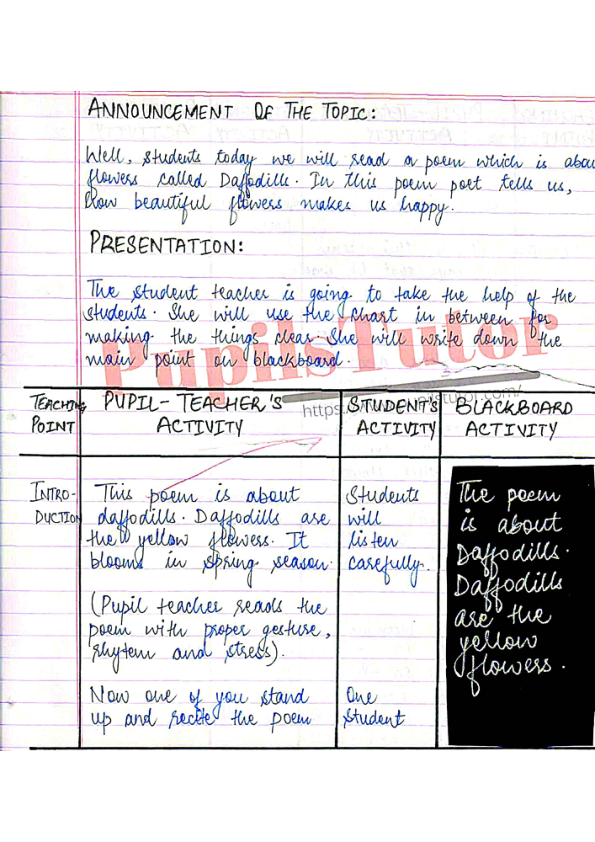 ANNOUNCEMENT OF THE TOPIC:
Well, students today we will read a poem which is abou
flowers called Daffodills. In this poem poet tells us,
How beautiful flowers makes us happy.
PRESENTATION:
The student teacher is going to take the help of the
students. She will use the chart in between for
making the things clear. She will write down the
main point on blackboard.
PupilsTutor
https://
tutor.com/
TEACHING POINT
PUPIL-TEACHER'S ACTIVITY
STUDENT'S ACTIVITY
BLACKBOARD ACTIVITY
INTRO-
DUCTION
This poem is about
daffodills. Daffodills are
the yellow flowers. It
blooms in spring season.
(Pupil teacher reads the
poem with proper gesture,
rhytem and stress).
Now one of you stand
up and recite the poem
Students
will
listen
carefully.
One
student
The poem
is about
Daffodills.
Daffodills
are the
yellow
flowers.